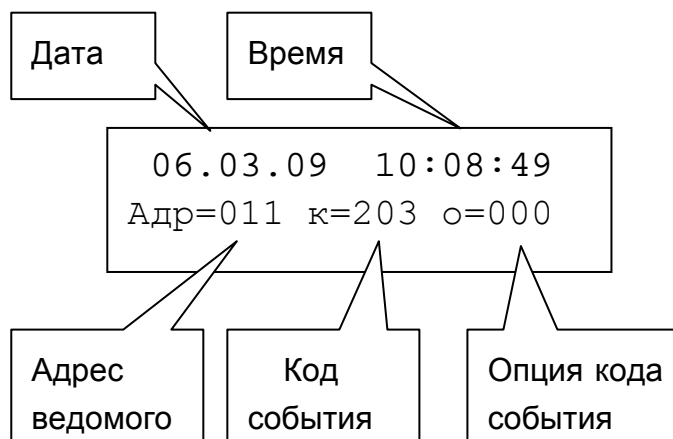 Дата
Время
06.03.09 10:08:49
Адр=011 к=203 о=000
Адрес
ведомого
Код
события
Опция кода
события